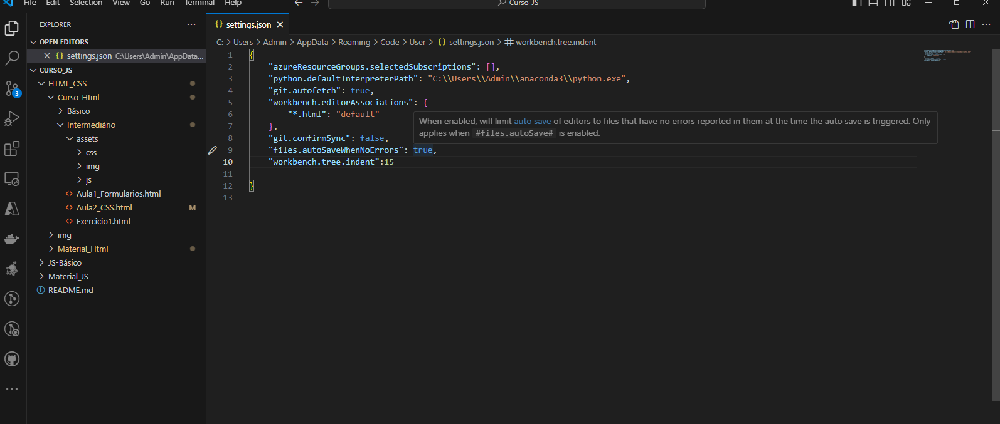 File Edit Selection View Go Run Terminal Help
Curso_JS
EXPLORER
OPEN EDITORS
settings.json C:\Users\Admin\AppData...
CURSO_JS
HTML_CSS
Curso_Html
Básico
Intermediário
assets
css
img
js
Aula1_Formularios.html
Aula2_CSS.html M
Exercicio1.html
img
Material_Html
JS-Básico
Material_JS
README.md
3
settings.json
C: > Users > Admin > AppData > Roaming > Code > User > {} settings.json > workbench.tree.indent
1 {
2 "azureResourceGroups.selectedSubscriptions": [],
3 "python.defaultInterpreterPath": "C:\\Users\\Admin\\anaconda3\\python.exe",
4 "git.autofetch": true,
5 "workbench.editorAssociations": {
6 "*.html": "default"
7 },
8 "git.confirmSync": false,
9 "files.autoSaveWhenNoErrors": true,
10 "workbench.tree.indent":15
11
12 }
13
When enabled, will limit auto save of editors to files that have no errors reported in them at the time the auto save is triggered. Only
applies when #files.autoSave# is enabled.